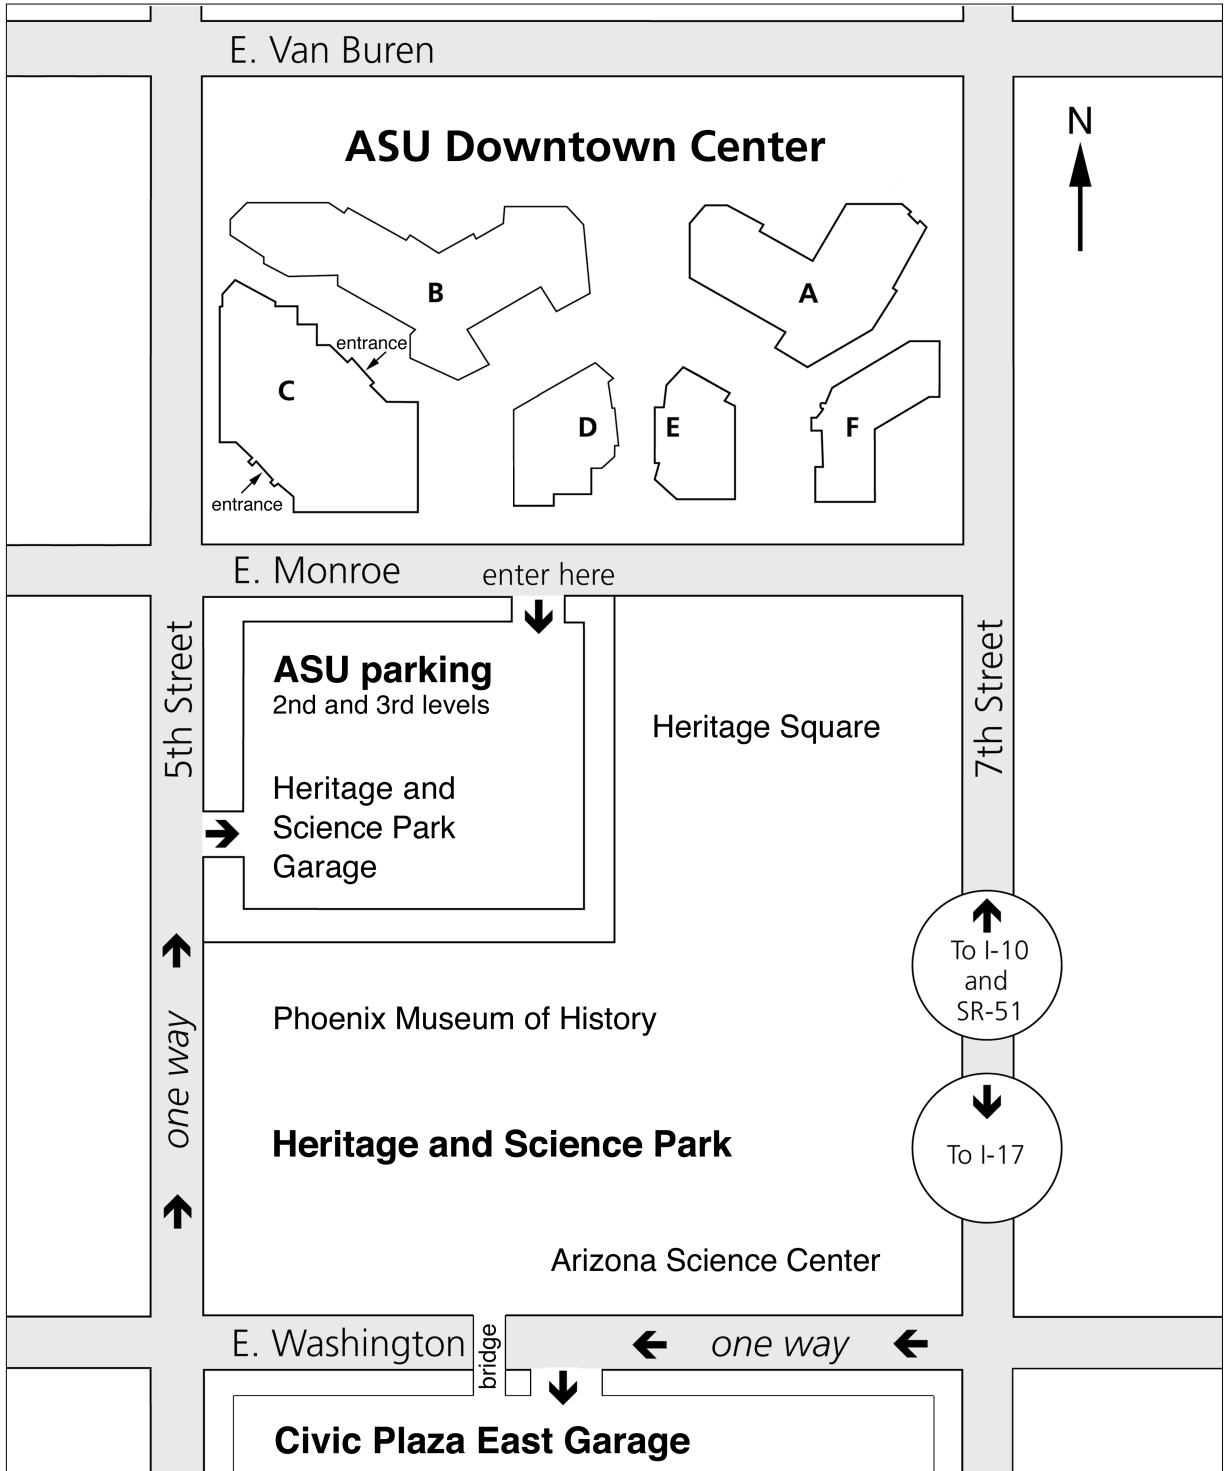 E. Van Buren
ASU Downtown Center
N
B
A
entrance
C
D
E
F
entrance
E. Monroe
enter here
5th Street
7th Street
ASU parking
2nd and 3rd levels
Heritage Square
Heritage and
Science Park
Garage
To I-10
and
SR-51
Phoenix Museum of History
one way
Heritage and Science Park
To I-17
Arizona Science Center
E. Washington
bridge
one way
Civic Plaza East Garage